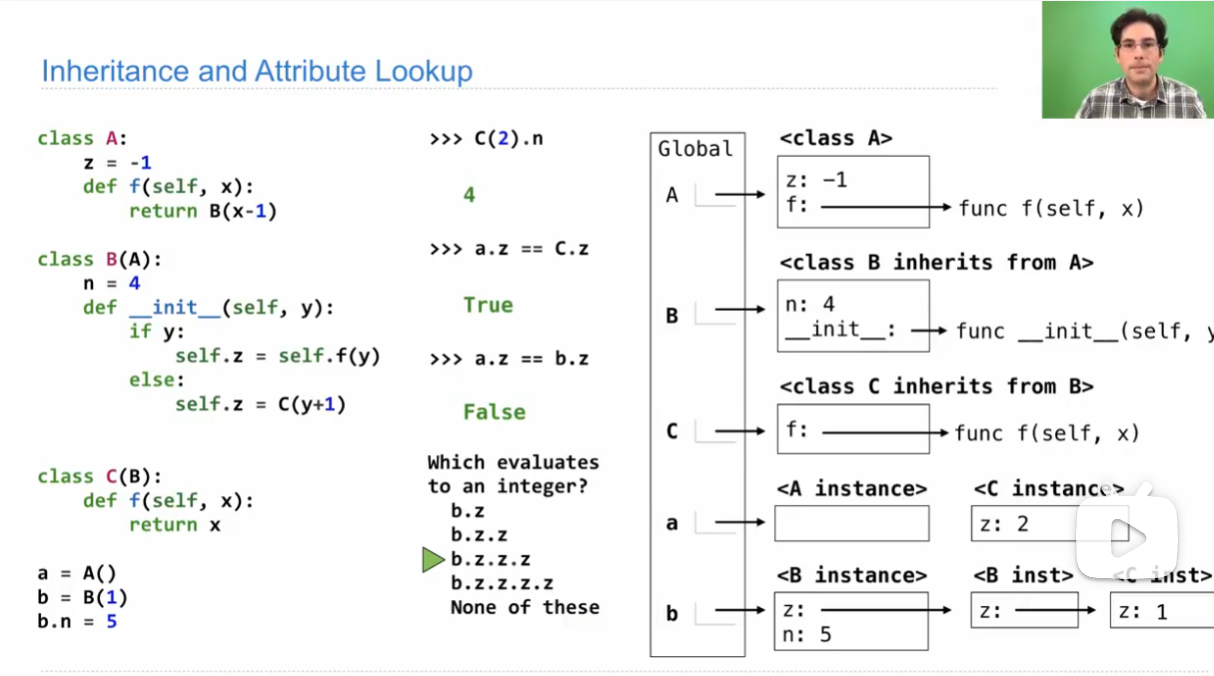 Inheritance and Attribute Lookup
class A:
    z = -1
    def f(self, x):
        return B(x-1)
class B(A):
    n = 4
    def __init__(self, y):
        if y:
            self.z = self.f(y)
        else:
            self.z = C(y+1)
class C(B):
    def f(self, x):
        return x
a = A()
b = B(1)
b.n = 5
>>> C(2).n
4
>>> a.z == C.z
True
>>> a.z == b.z
False
Which evaluates
to an integer?
b.z
b.z.z
b.z.z.z
b.z.z.z.z
None of these
Global
A
B
C
a
b
<class A>
z: -1
f:
func f(self, x)
<class B inherits from A>
n: 4
__init__:
func __init__(self, y
<class C inherits from B>
f:
func f(self, x)
<A instance>
<C instance>
z: 2
<B instance>
z:
n: 5
<B inst>
z:
<C inst>
z: 1